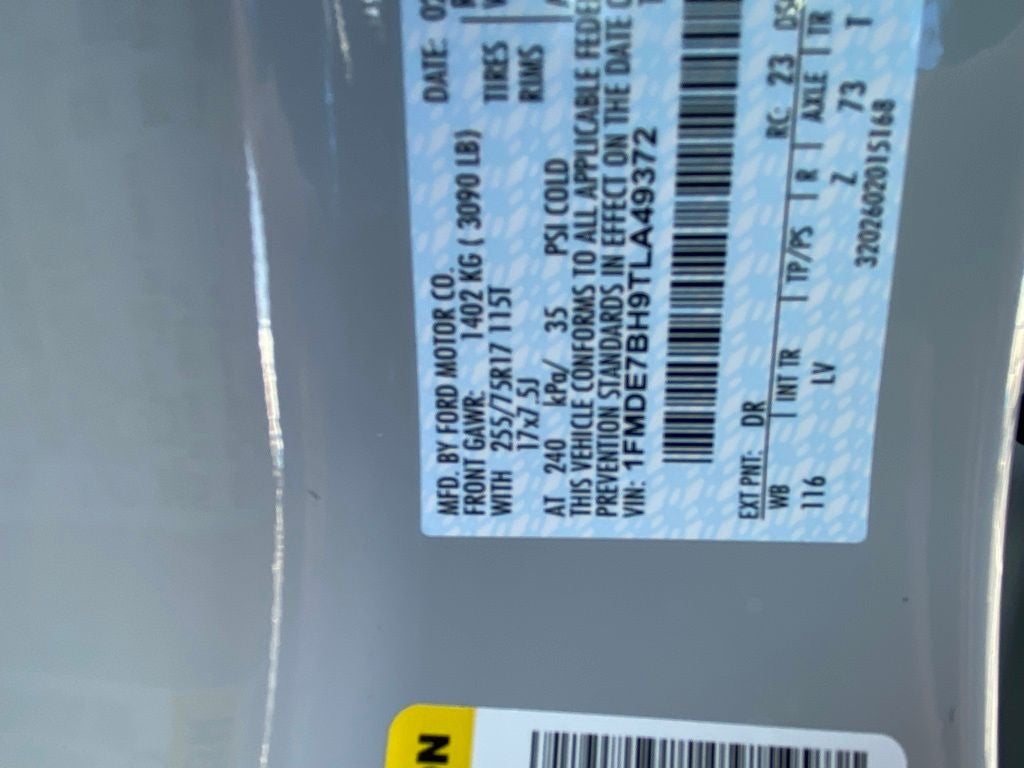 MFD. BY FORD MOTOR CO.
DATE: 02
FRONT GAWR: 1402 KG ( 3090 LB)
WITH 255/75R17 115T
TIRES
17x7.5J
RIMS
AT 240 kPa/ 35 PSI COLD
THIS VEHICLE CONFORMS TO ALL APPLICABLE
PREVENTION STANDARDS IN EFFECT ON THE DATE
VIN: 1FMDE7BH9TLA49372
EXT PNT: DR RC: 23
WB INT TR TP/PS R AXLE TR
116 LV Z 73 T
3202602015168